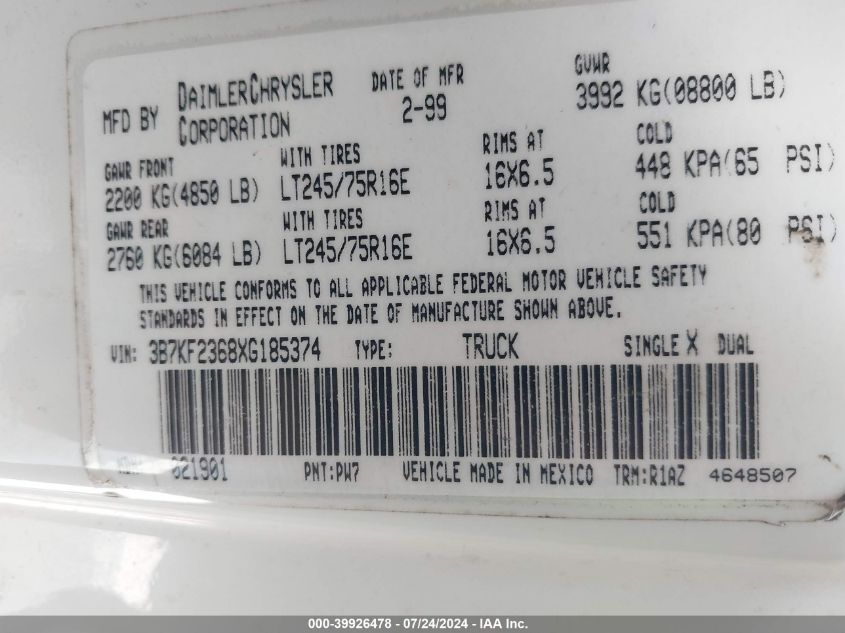 MFD BY DAIMLERCHRYSLER CORPORATION DATE OF MFR 2-99 GVWR 3992 KG(08800 LB)
GAWR FRONT WITH TIRES RIMS AT COLD
2200 KG(4850 LB) LT245/75R16E 16X6.5 448 KPA(65 PSI)
GAWR REAR WITH TIRES RIMS AT COLD
2760 KG(6084 LB) LT245/75R16E 16X6.5 551 KPA(80 PSI)
THIS VEHICLE CONFORMS TO ALL APPLICABLE FEDERAL MOTOR VEHICLE SAFETY
STANDARDS IN EFFECT ON THE DATE OF MANUFACTURE SHOWN ABOVE.
VIN: 3B7KF2368XG185374 TYPE: TRUCK SINGLE X DUAL
021901 PNT:PW7 VEHICLE MADE IN MEXICO TRM:R1AZ 4648507
000-39926478 - 07/24/2024 - IAA Inc.